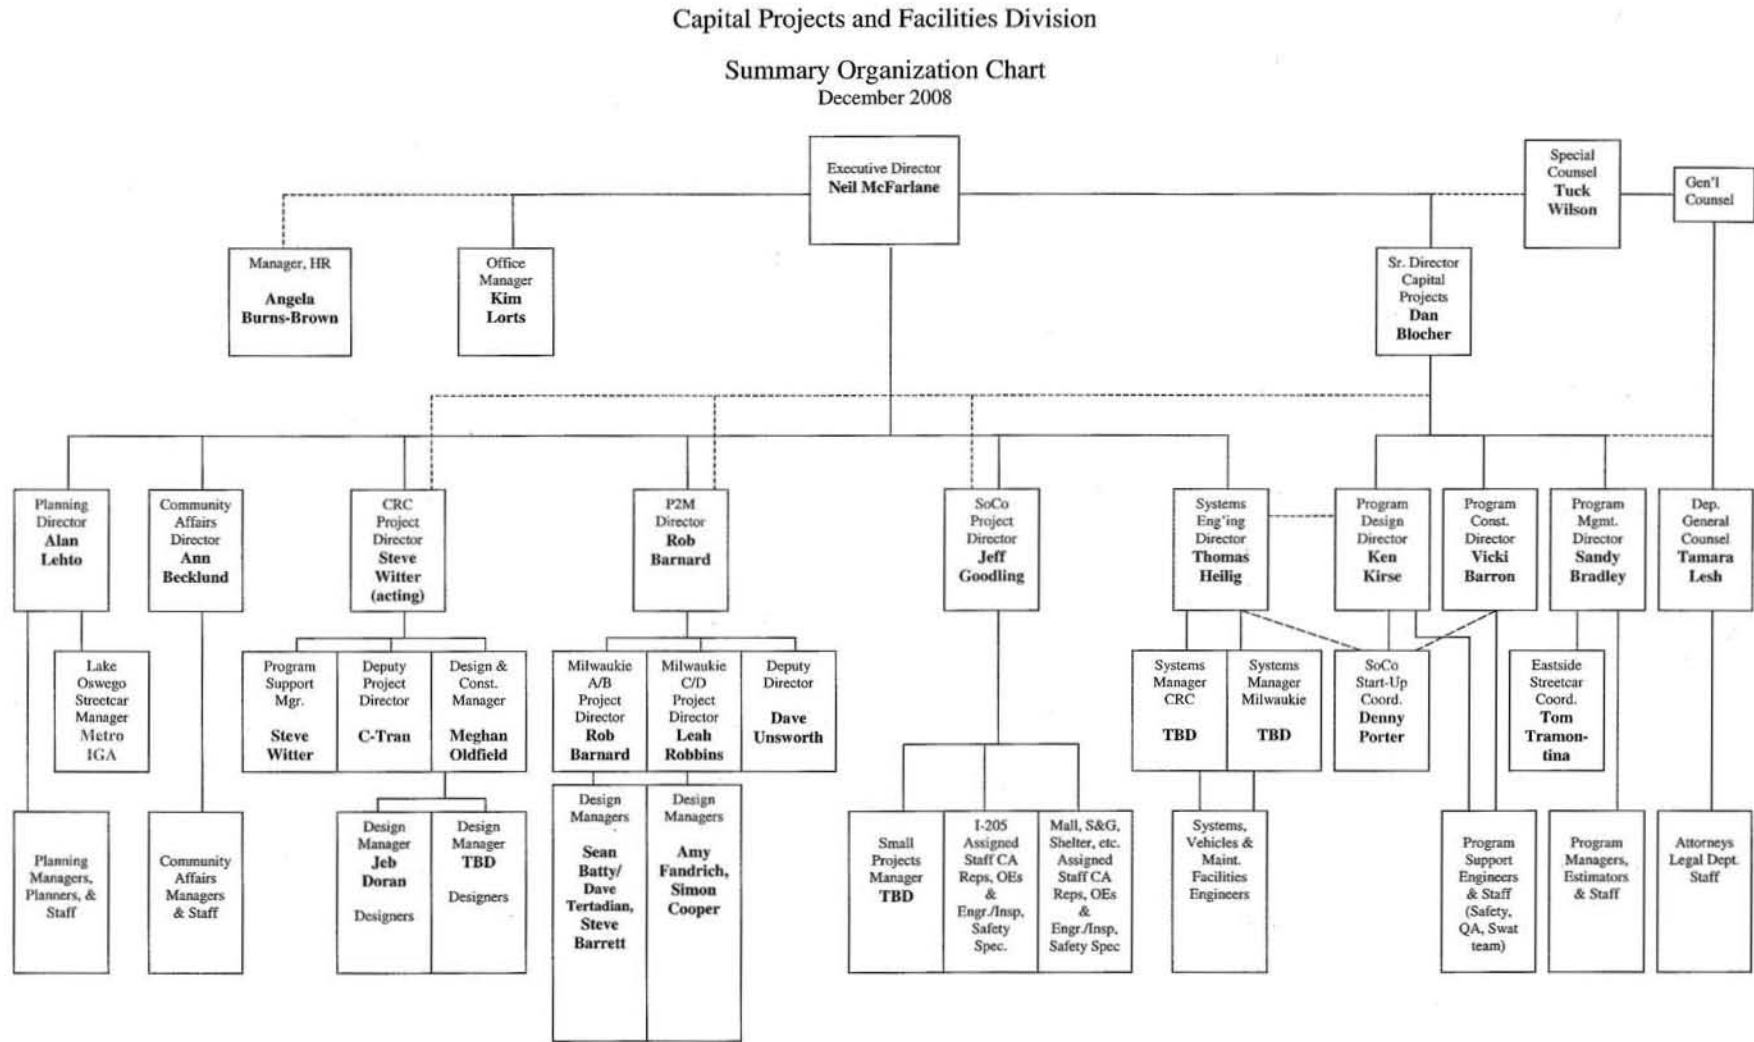 Capital Projects and Facilities Division
Summary Organization Chart
December 2008
Executive Director
Neil McFarlane
Special
Counsel
Tuck
Wilson
Gen'l
Counsel
Manager, HR
Angela
Burns-Brown
Office
Manager
Kim
Lorts
Sr. Director
Capital
Projects
Dan
Blocher
Planning
Director
Alan
Lehto
Community
Affairs
Director
Ann
Becklund
CRC
Project
Director
Steve
Witter
(acting)
P2M
Director
Rob
Barnard
SoCo
Project
Director
Jeff
Goodling
Systems
Eng'ing
Director
Thomas
Heilig
Program
Design
Director
Ken
Kirse
Program
Const.
Director
Vicki
Barron
Program
Mgmt.
Director
Sandy
Bradley
Dep.
General
Counsel
Tamara
Lesh
Lake
Oswego
Streetcar
Manager
Metro
IGA
Program
Support
Mgr.
Steve
Witter
Deputy
Project
Director
C-Tran
Design &
Const.
Manager
Meghan
Oldfield
Milwaukie
A/B
Project
Director
Rob
Barnard
Milwaukie
C/D
Project
Director
Leah
Robbins
Deputy
Director
Dave
Unsworth
Systems
Manager
CRC
TBD
Systems
Manager
Milwaukie
TBD
SoCo
Start-Up
Coord.
Denny
Porter
Eastside
Streetcar
Coord.
Tom
Tramon-
tina
Planning
Managers,
Planners, &
Staff
Community
Affairs
Managers
& Staff
Design
Manager
Jeb
Doran
Designers
Design
Manager
TBD
Designers
Design
Managers
Sean
Batty/
Dave
Tertadian,
Steve
Barrett
Design
Managers
Amy
Fandrich,
Simon
Cooper
Small
Projects
Manager
TBD
I-205
Assigned
Staff CA
Reps, OEs
&
Engr./Insp,
Safety
Spec.
Mall, S&G,
Shelter, etc.
Assigned
Staff CA
Reps, OEs
&
Engr./Insp,
Safety Spec
Systems,
Vehicles &
Maint.
Facilities
Engineers
Program
Support
Engineers
& Staff
(Safety,
QA, Swat
team)
Program
Managers,
Estimators
& Staff
Attorneys
Legal Dept.
Staff